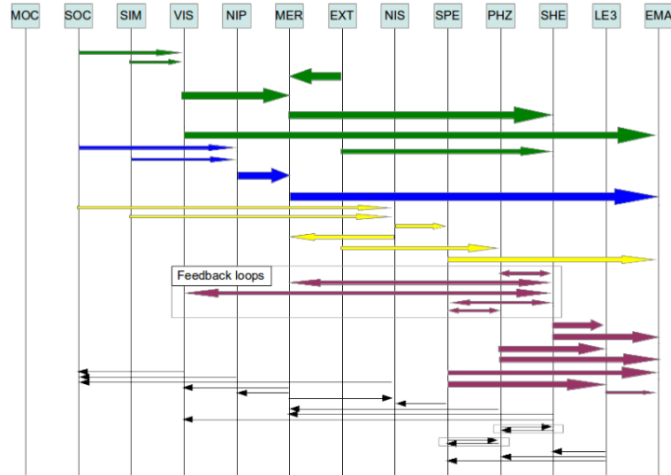 MOC SOC SIM VIS NIP MER EXT NIS SPE PHZ SHE LE3 EMA
Feedback loops